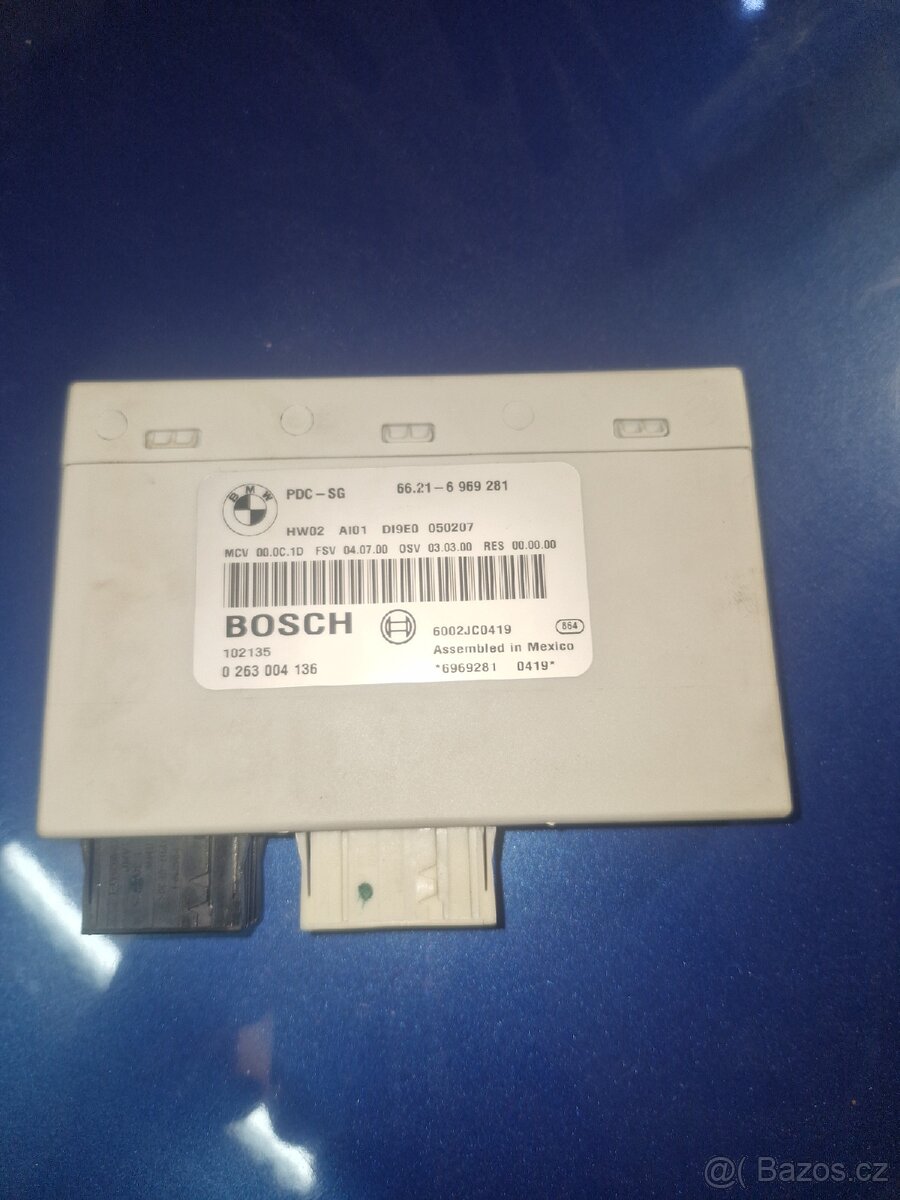 BMW
PDC-SG 66.21-6 969 281
HW02 AI01 DI9E0 050207
MCV 00.0C.1D FSV 04.07.00 OSV 03.03.00 RES 00.00.00
BOSCH 6002JC0419 864
102135 Assembled in Mexico
0 263 004 136 *6969281 0419*
@( Bazos.cz